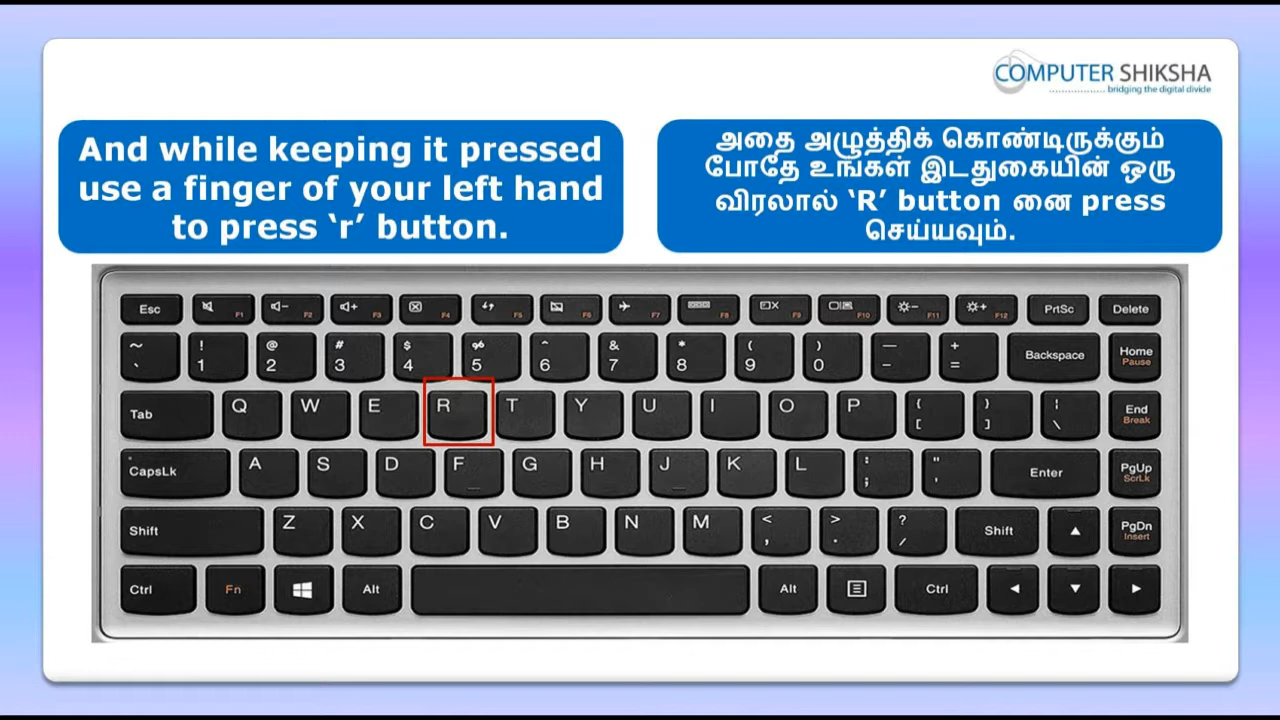 COMPUTER SHIKSHA
bridging the digital divide
And while keeping it pressed
use a finger of your left hand
to press ‘r’ button.
அதை அழுத்திக் கொண்டிருக்கும்
போதே உங்கள் இடதுகையின் ஒரு
விரலால் ‘R’ button னை press
செய்யவும்.
Esc F1 F2 F3 F4 F5 F6 F7 F8 F9 F10 F11 F12 PrtSc Delete
~ ! @ # $ % ^ & * ( ) — + Backspace Home
` 1 2 3 4 5 6 7 8 9 0 - = Pause
Tab Q W E R T Y U I O P { } | End
[ ] \ Break
CapsLk A S D F G H J K L : " Enter PgUp
; ' ScrLk
Shift Z X C V B N M < > ? Shift ▲ PgDn
, . / Insert
Ctrl Fn Alt Alt Ctrl ◄ ▼ ►